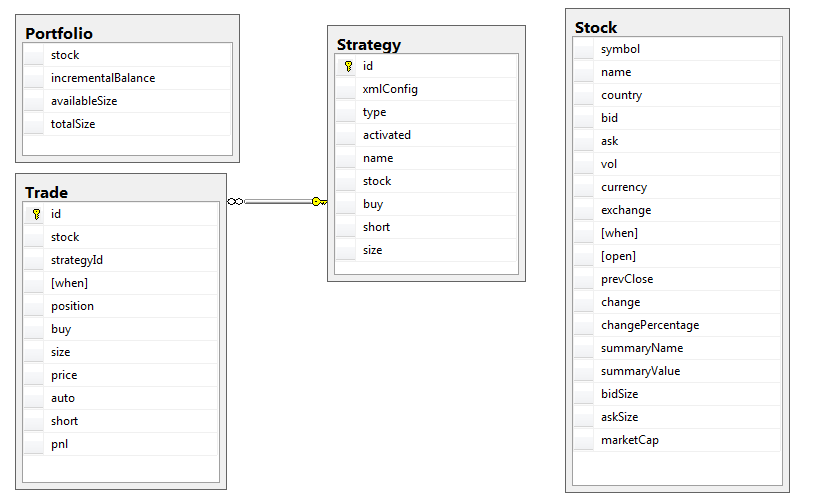 Portfolio
stock
incrementalBalance
availableSize
totalSize
Trade
id
stock
strategyId
[when]
position
buy
size
price
auto
short
pnl
Strategy
id
xmlConfig
type
activated
name
stock
buy
short
size
Stock
symbol
name
country
bid
ask
vol
currency
exchange
[when]
[open]
prevClose
change
changePercentage
summaryName
summaryValue
bidSize
askSize
marketCap